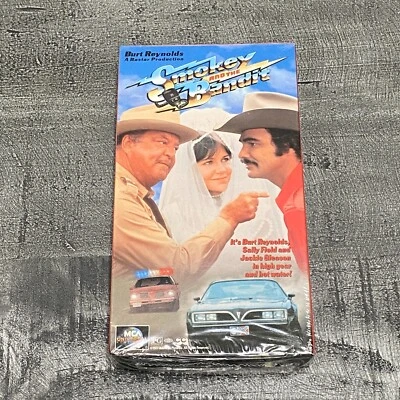 Burt Reynolds
A Rastar Production
Smokey
AND THE
Bandit
It's Burt Reynolds,
Sally Field and
Jackie Gleason
in high gear
and hot water!
MCA